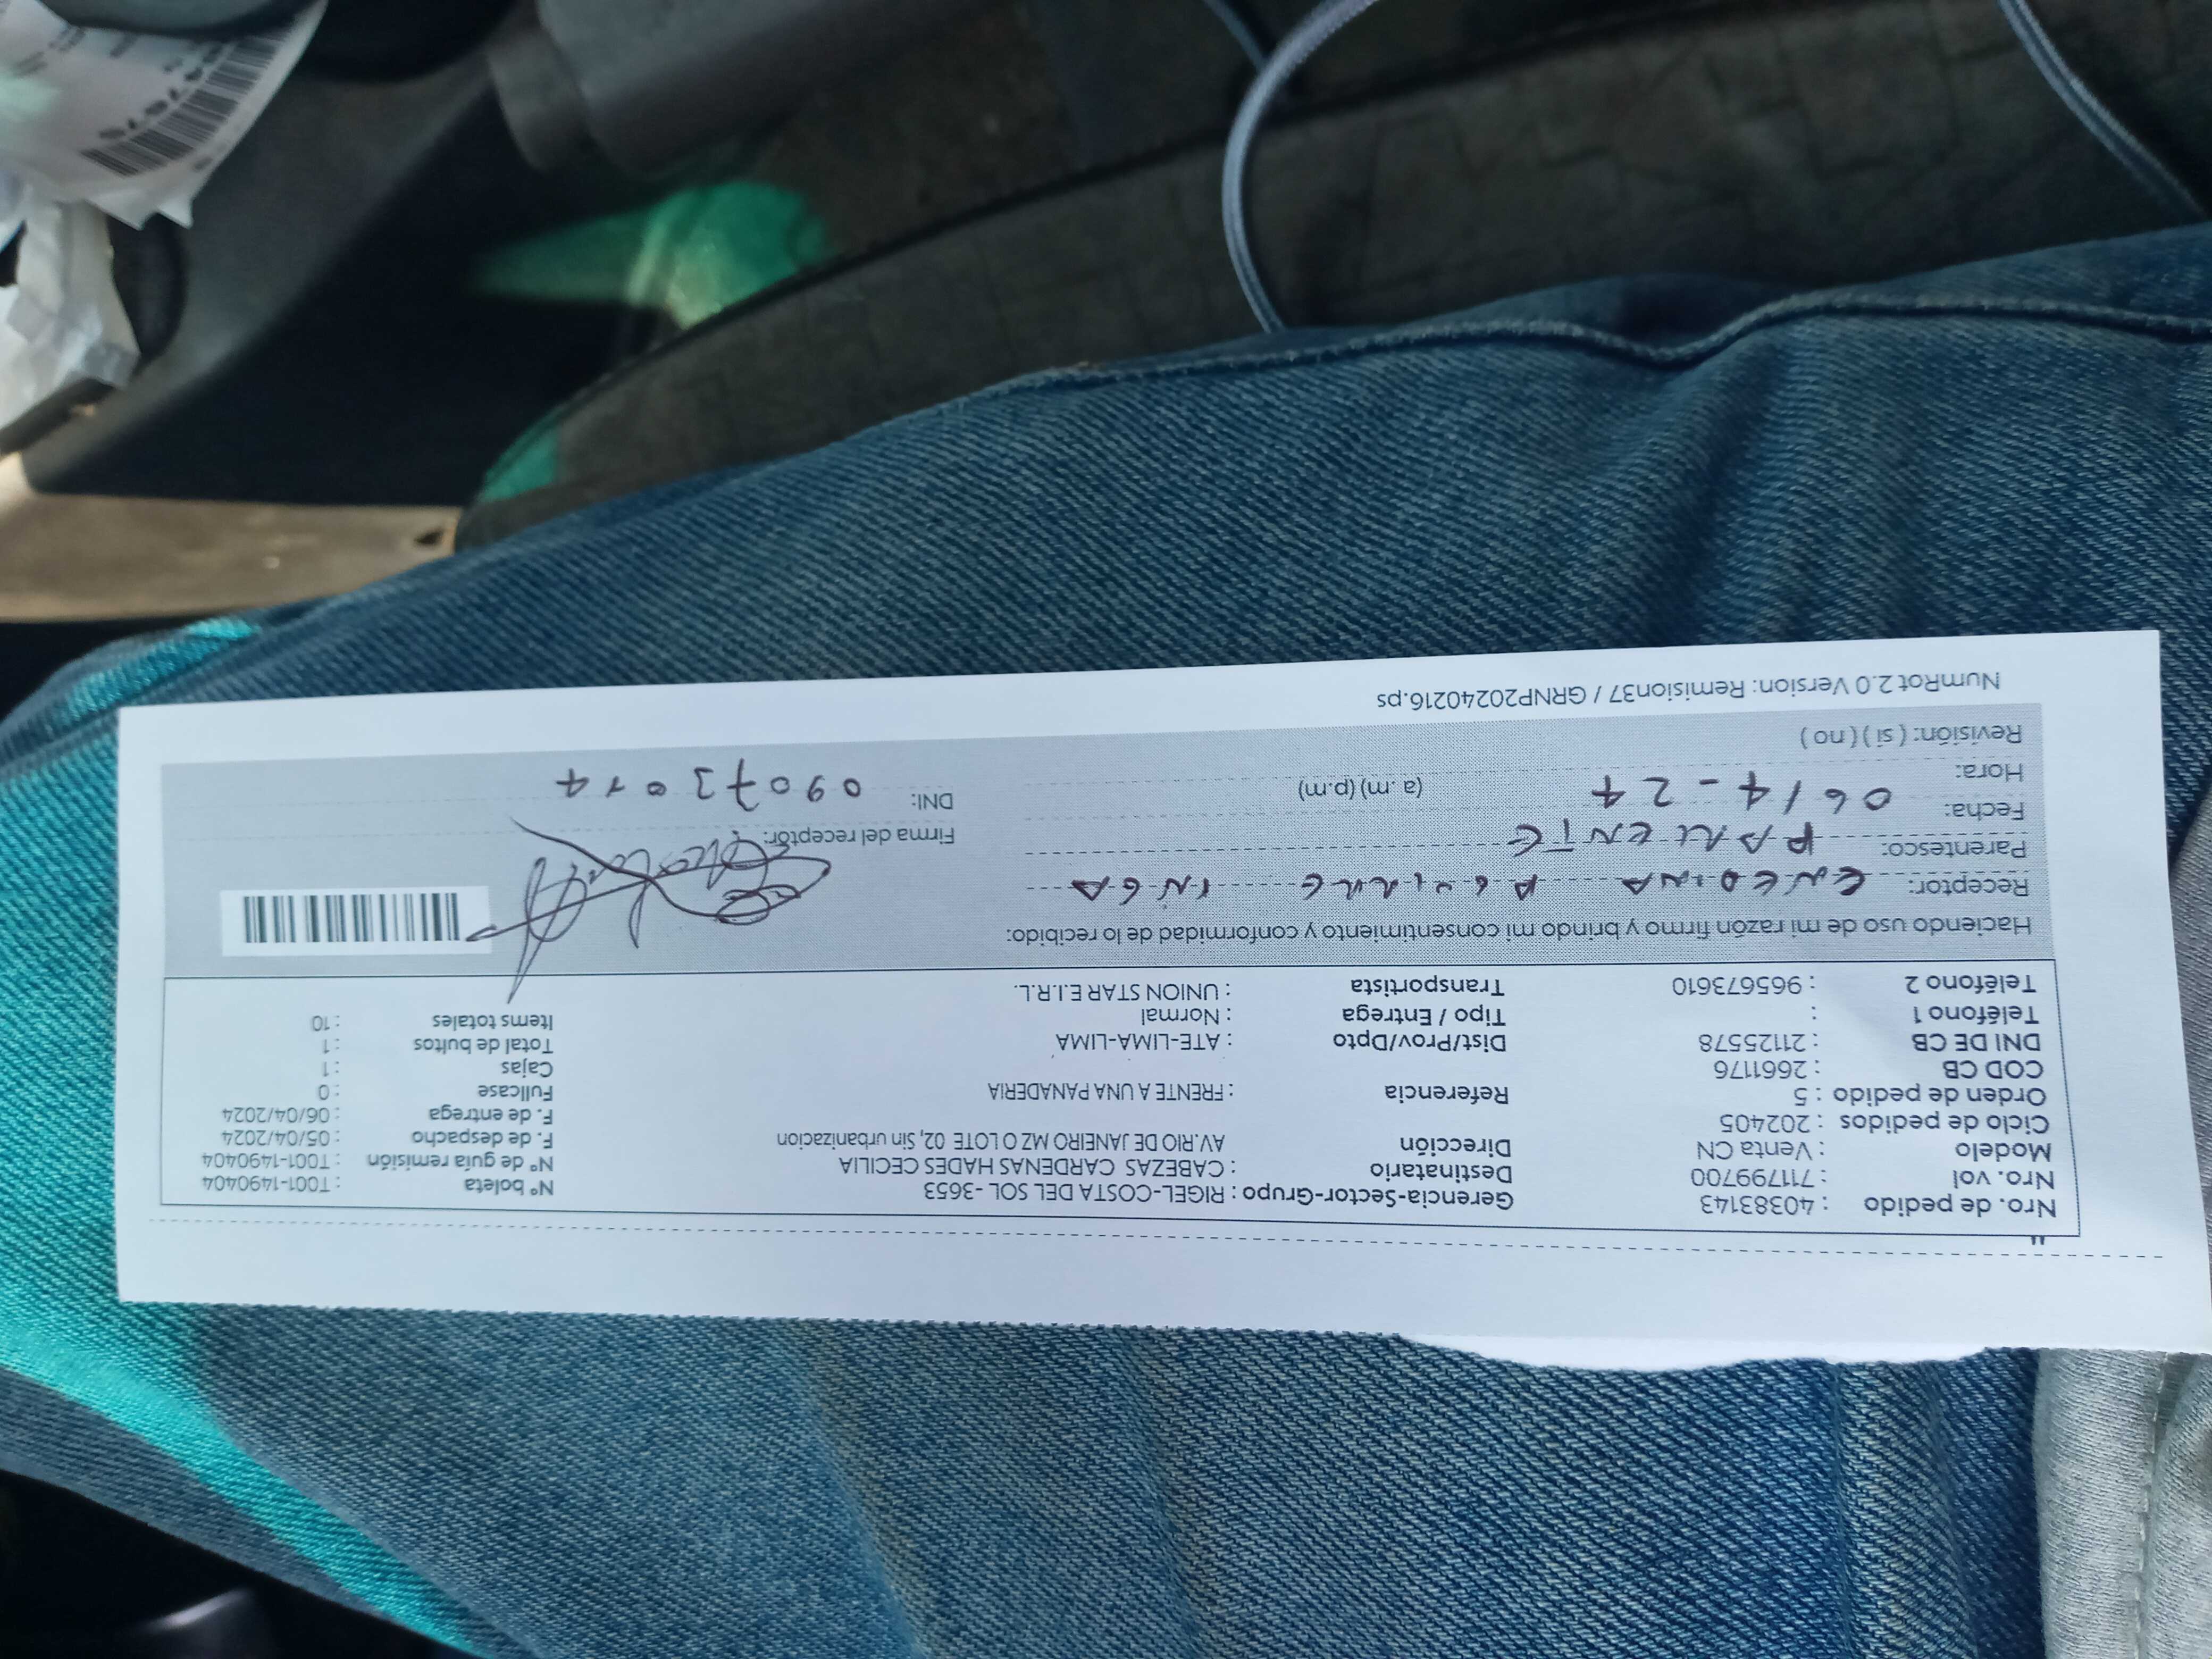 Nro. de pedido : 40383143
Nro. vol : 711799700
Modelo : Venta CN
Ciclo de pedidos : 202405
Orden de pedido : 5
COD CB : 2661176
DNI DE CB : 21125578
Teléfono 1 :
Teléfono 2 : 965673610
Gerencia-Sector-Grupo : RIGEL-COSTA DEL SOL -3653
Destinatario : CABEZAS CARDENAS HADES CECILIA
Dirección AV.RIO DE JANEIRO MZ O LOTE 02, Sin urbanizacion
Referencia : FRENTE A UNA PANADERIA
Dist/Prov/Dpto : ATE-LIMA-LIMA
Tipo / Entrega : Normal
Transportista : UNION STAR E.I.R.L.
N° boleta : T001-1490404
N° de guía remisión : T001-1490404
F. de despacho : 05/04/2024
F. de entrega : 06/04/2024
Fullcase : 0
Cajas : 1
Total de bultos : 1
Items totales : 10
Haciendo uso de mi razón firmo y brindo mi consentimiento y conformidad de lo recibido:
Receptor: INGA
Parentesco: PARIENTE
Fecha: 06/4-24
Hora: (a .m) (p.m)
Revisión: ( si ) ( no )
Firma del receptor:
DNI: 09073014
NumRot 2.0 Version: Remision37 / GRNP20240216.ps